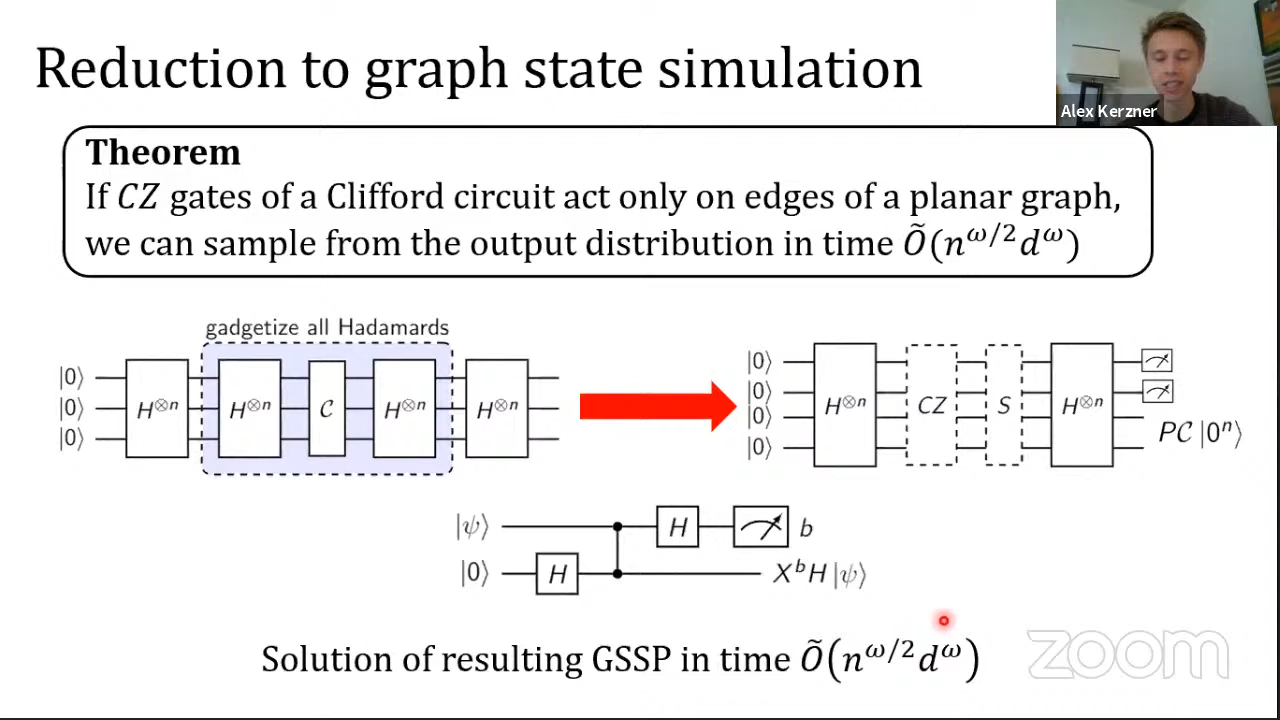 Reduction to graph state simulation
Alex Kerzner
Theorem
If CZ gates of a Clifford circuit act only on edges of a planar graph,
we can sample from the output distribution in time Õ(n^{ω/2}d^ω)
gadgetize all Hadamards
|0⟩
|0⟩
|0⟩
H^{⊗n}
H^{⊗n}
C
H^{⊗n}
H^{⊗n}
|0⟩
|0⟩
|0⟩
|0⟩
H^{⊗n}
CZ
S
H^{⊗n}
PC|0^n⟩
|ψ⟩
H
b
|0⟩
H
X^b H|ψ⟩
Solution of resulting GSSP in time Õ(n^{ω/2}d^ω)
zoom